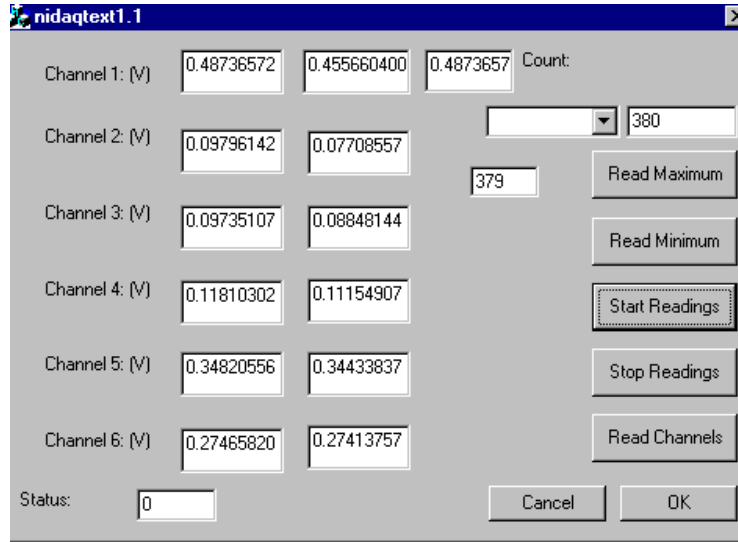 nidaqtext1.1
Channel 1: (V) 0.48736572 0.455660400 0.4873657 Count:
380
Channel 2: (V) 0.09796142 0.07708557
379 Read Maximum
Channel 3: (V) 0.09735107 0.08848144
Read Minimum
Channel 4: (V) 0.11810302 0.11154907
Start Readings
Channel 5: (V) 0.34820556 0.34433837
Stop Readings
Channel 6: (V) 0.27465820 0.27413757
Read Channels
Status: 0 Cancel OK